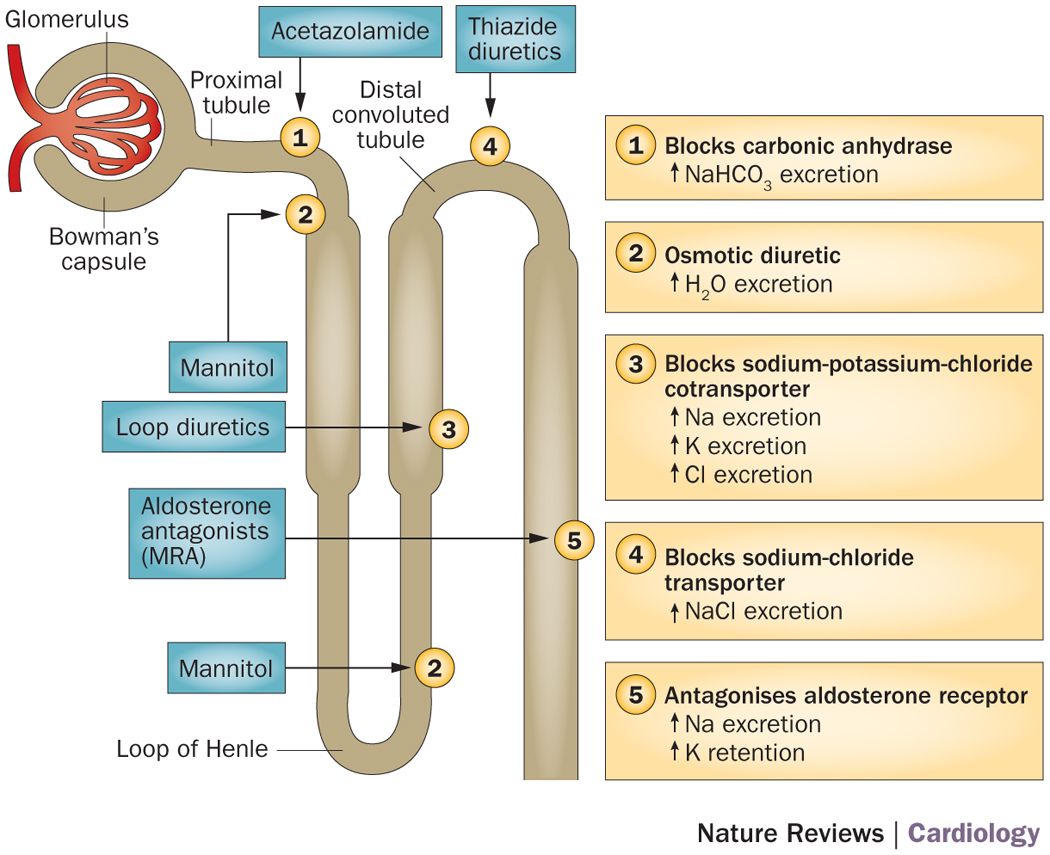 Glomerulus
Acetazolamide
Thiazide
diuretics
Proximal
tubule
Distal
convoluted
tubule
1
4
2
Bowman's
capsule
Mannitol
Loop diuretics
3
Aldosterone
antagonists
(MRA)
5
Mannitol
2
Loop of Henle
1 Blocks carbonic anhydrase
↑ NaHCO₃ excretion
2 Osmotic diuretic
↑ H₂O excretion
3 Blocks sodium-potassium-chloride
cotransporter
↑ Na excretion
↑ K excretion
↑ Cl excretion
4 Blocks sodium-chloride
transporter
↑ NaCl excretion
5 Antagonises aldosterone receptor
↑ Na excretion
↑ K retention
Nature Reviews | Cardiology